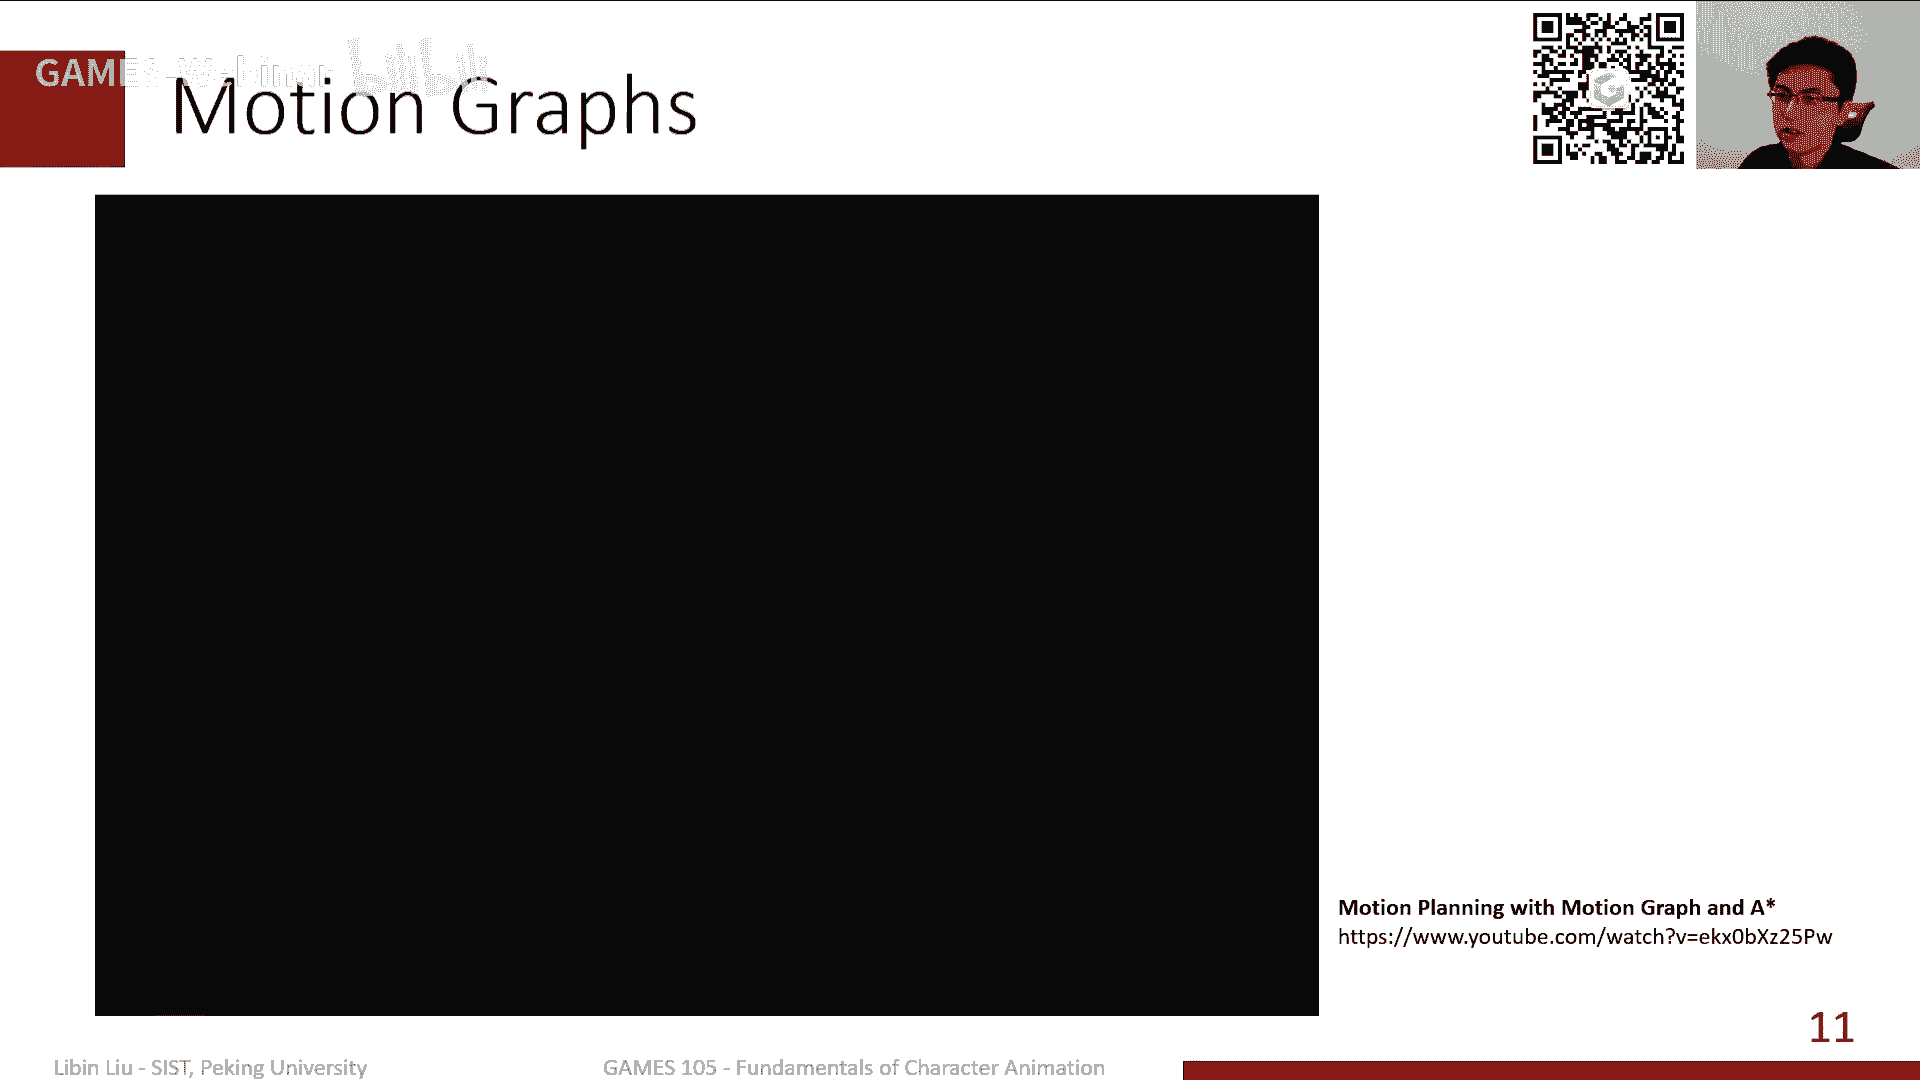 GAMES-Webinar bilibili
Motion Graphs
Motion Planning with Motion Graph and A*
https://www.youtube.com/watch?v=ekx0bXz25Pw
11
Libin Liu - SIST, Peking University
GAMES 105 - Fundamentals of Character Animation